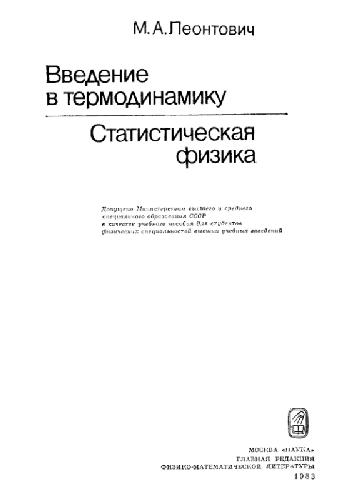 М.А.Леонтович
Введение
в термодинамику
Статистическая
физика
Допущено Министерством высшего и среднего
специального образования СССР
в качестве учебного пособия для студентов
физических специальностей высших учебных заведений
МОСКВА «НАУКА»
ГЛАВНАЯ РЕДАКЦИЯ
ФИЗИКО-МАТЕМАТИЧЕСКОЙ ЛИТЕРАТУРЫ
1983